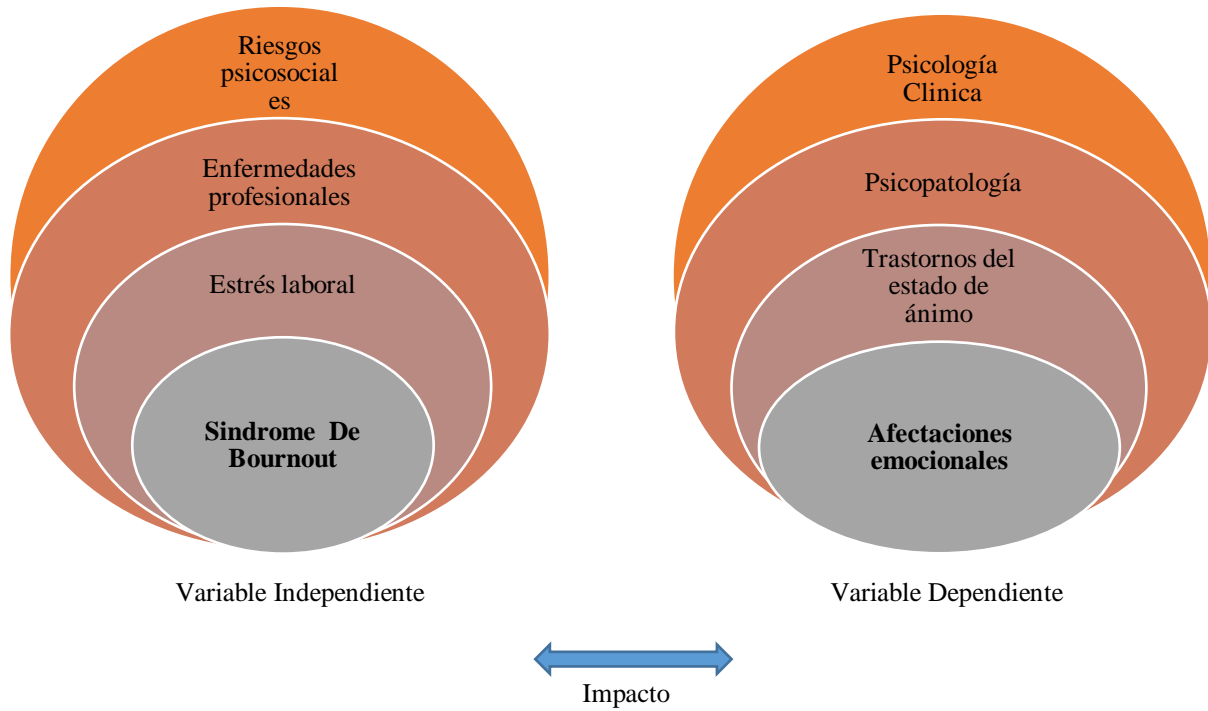 Riesgos
psicosocial
es
Enfermedades
profesionales
Estrés laboral
Sindrome De
Bournout
Variable Independiente
Psicología
Clinica
Psicopatología
Trastornos del
estado de
ánimo
Afectaciones
emocionales
Variable Dependiente
Impacto